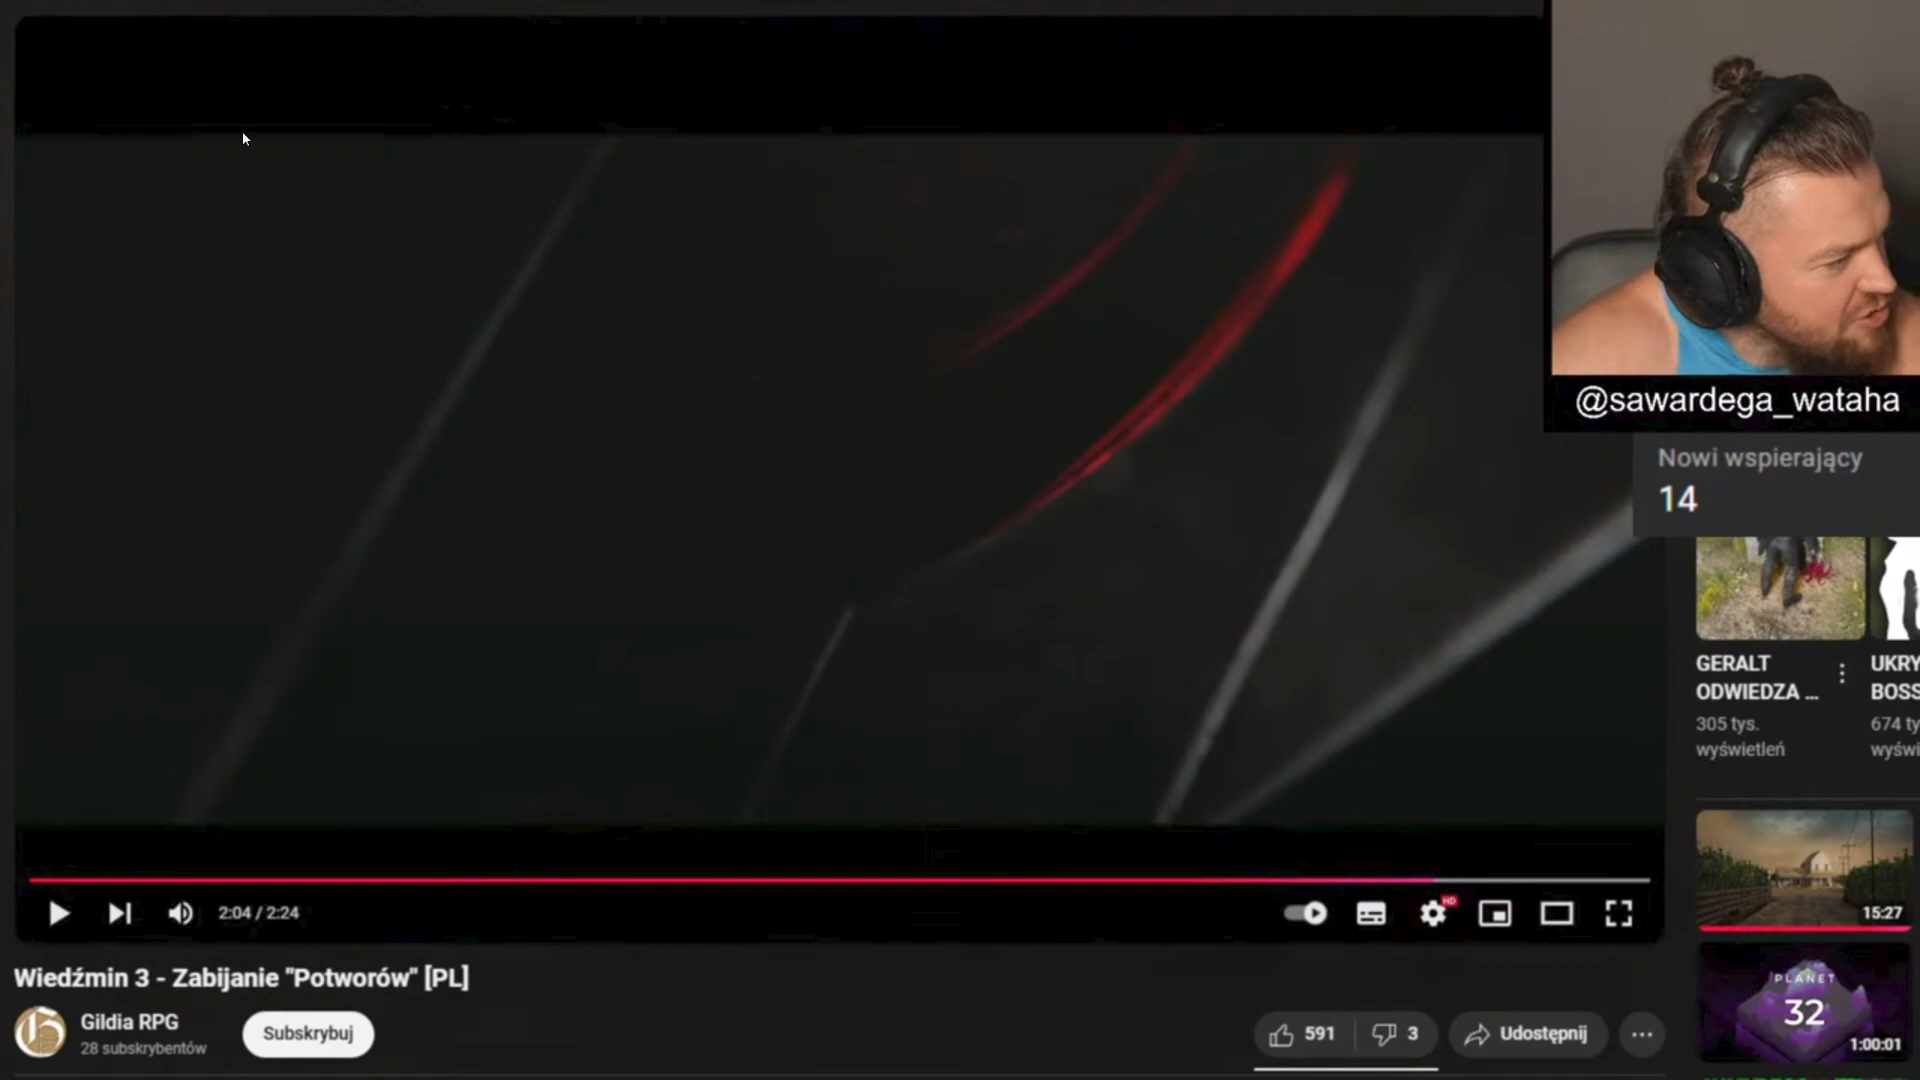 @sawardega_wataha
Nowi wspierający
14
GERALT
ODWIEDZA ...
305 tys.
wyświetleń
UKRY
BOSS
674 ty
wyświ
HD
2:04 / 2:24
15:27
Wiedźmin 3 - Zabijanie "Potworów" [PL]
Gildia RPG
28 subskrybentów
Subskrybuj
591
3
Udostępnij
PLANET
32
1:00:01